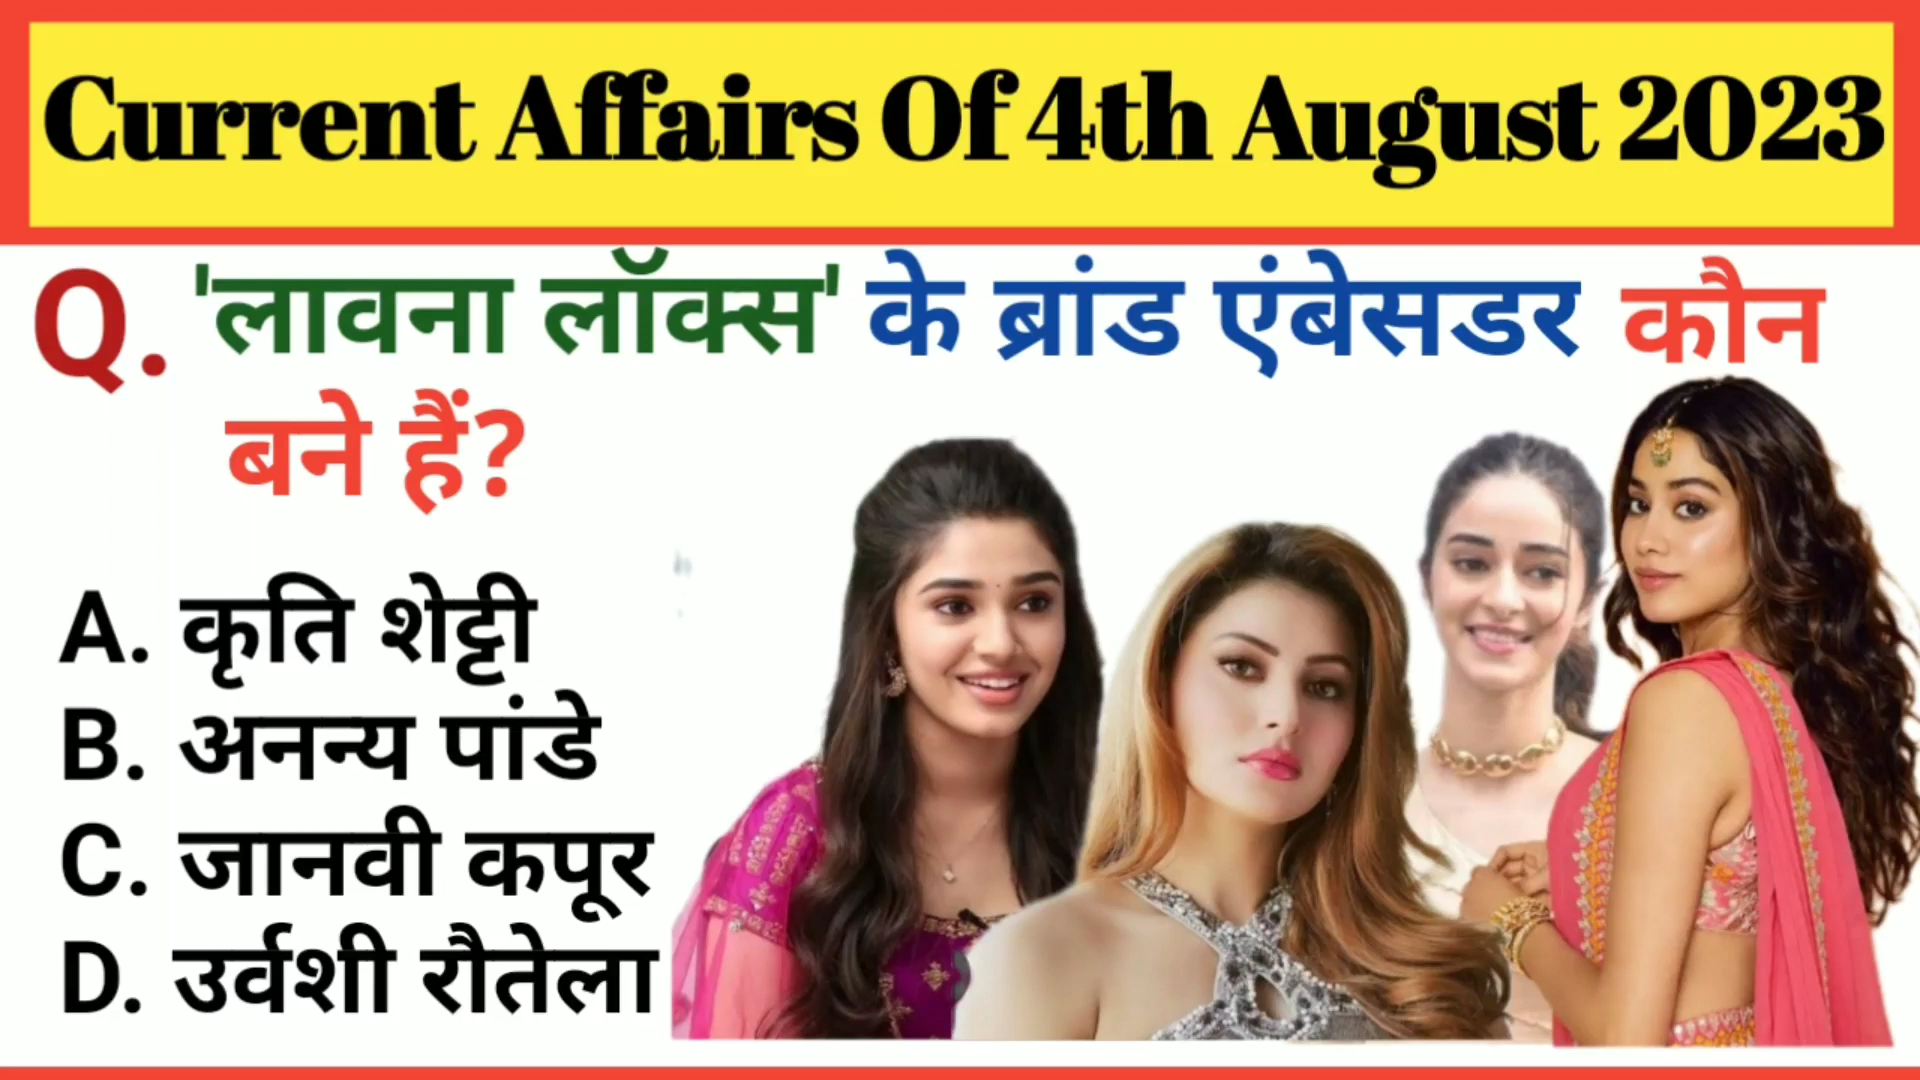 Current Affairs Of 4th August 2023
Q. 'लावना लॉक्स' के ब्रांड एंबेसडर कौन
बने हैं?
A. कृति शेट्टी
B. अनन्य पांडे
C. जानवी कपूर
D. उर्वशी रौतेला